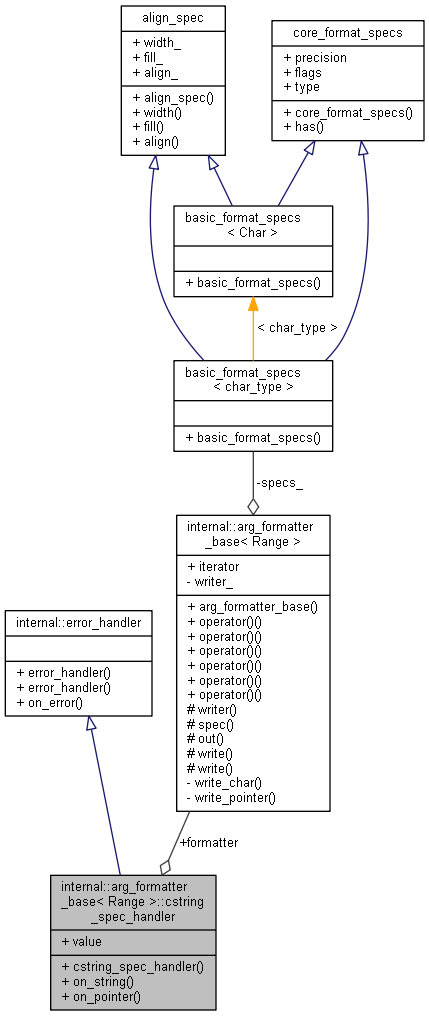 align_spec
+ width_
+ fill_
+ align_
+ align_spec()
+ width()
+ fill()
+ align()
core_format_specs
+ precision
+ flags
+ type
+ core_format_specs()
+ has()
basic_format_specs
< Char >
+ basic_format_specs()
< char_type >
basic_format_specs
< char_type >
+ basic_format_specs()
-specs_
internal::arg_formatter
_base< Range >
+ iterator
- writer_
+ arg_formatter_base()
+ operator()()
+ operator()()
+ operator()()
+ operator()()
+ operator()()
+ operator()()
# writer()
# spec()
# out()
# write()
# write()
- write_char()
- write_pointer()
internal::error_handler
+ error_handler()
+ error_handler()
+ on_error()
+formatter
internal::arg_formatter
_base< Range >::cstring
_spec_handler
+ value
+ cstring_spec_handler()
+ on_string()
+ on_pointer()